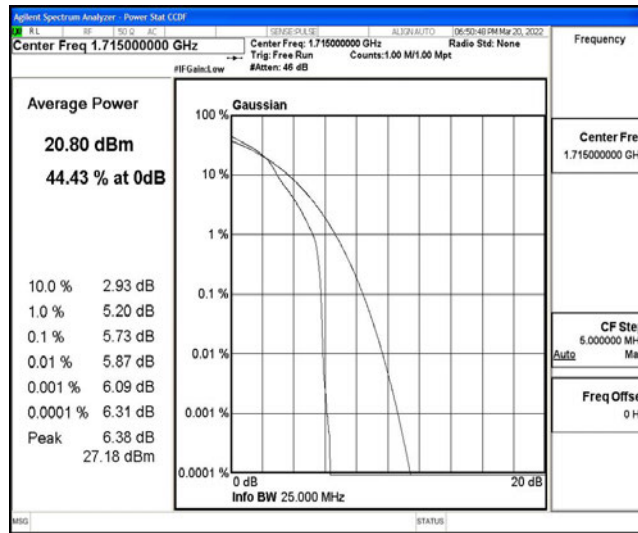 Agilent Spectrum Analyzer - Power Stat CCDF
RL RF 50 Ω AC SENSE:PULSE ALIGN AUTO 06:50:48 PM Mar 20, 2022
Center Freq 1.715000000 GHz
Center Freq: 1.715000000 GHz Radio Std: None
Trig: Free Run Counts:1.00 M/1.00 Mpt
#IFGain:Low #Atten: 46 dB
Frequency
Average Power
20.80 dBm
44.43 % at 0dB
10.0 % 2.93 dB
1.0 % 5.20 dB
0.1 % 5.73 dB
0.01 % 5.87 dB
0.001 % 6.09 dB
0.0001 % 6.31 dB
Peak 6.38 dB
27.18 dBm
Gaussian
100 %
10 %
1 %
0.1 %
0.01 %
0.001 %
0.0001 %
0 dB 20 dB
Info BW 25.000 MHz
Center Fre
1.715000000 GH
CF Ste
5.000000 MH
Auto Ma
Freq Offse
0 H
MSG STATUS